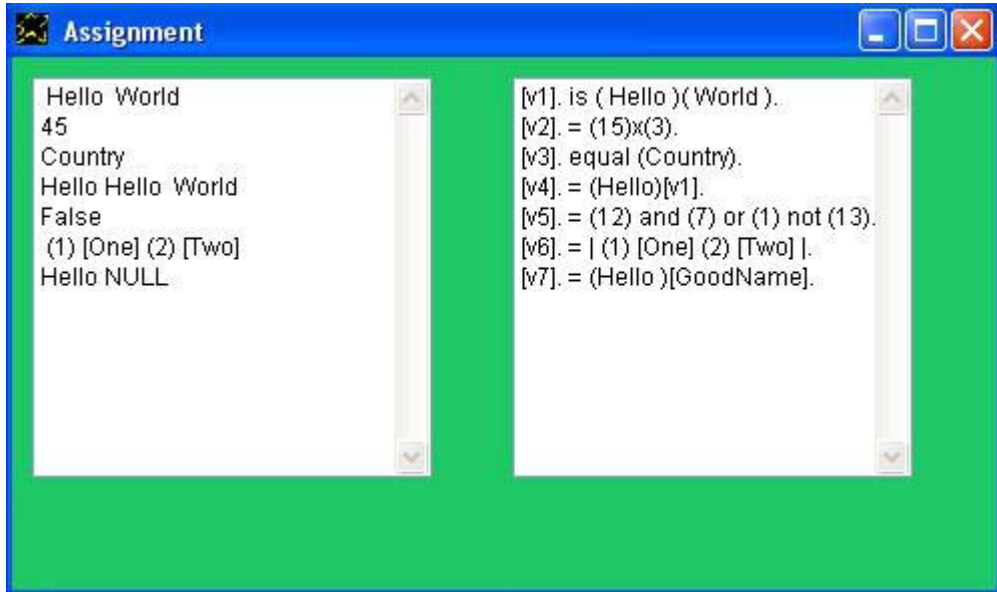 Assignment
Hello  World
45
Country
Hello Hello  World
False
(1) [One] (2) [Two]
Hello NULL
[v1]. is ( Hello )( World ).
[v2]. = (15)x(3).
[v3]. equal (Country).
[v4]. = (Hello)[v1].
[v5]. = (12) and (7) or (1) not (13).
[v6]. = | (1) [One] (2) [Two] |.
[v7]. = (Hello )[GoodName].